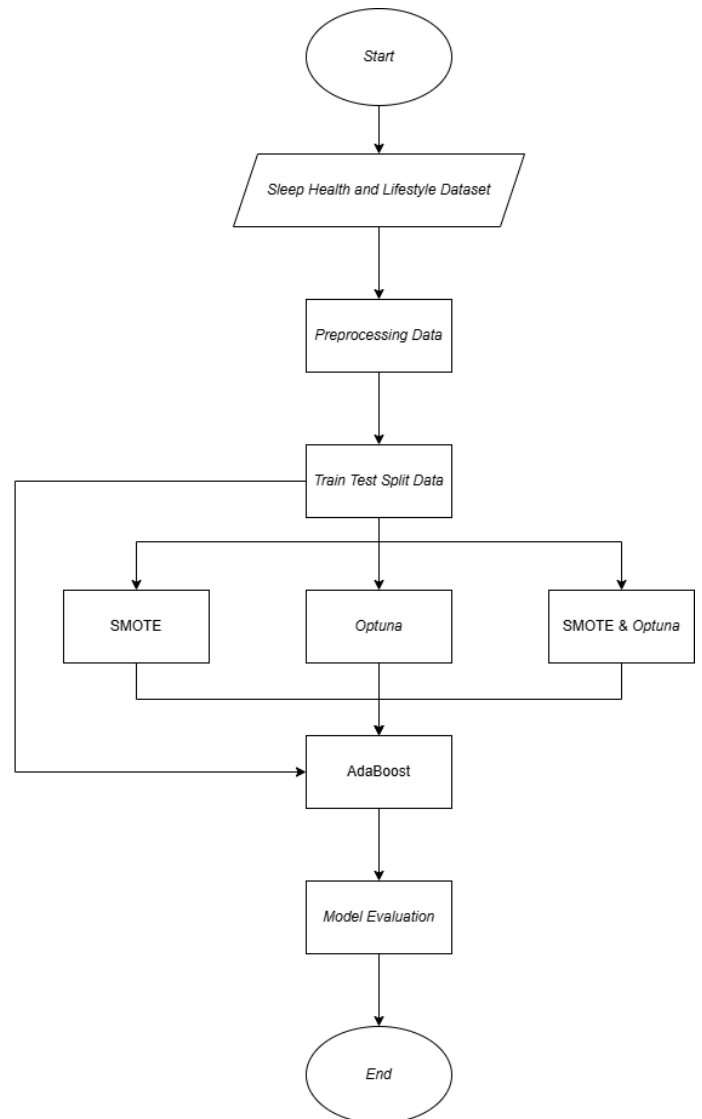 Start
Sleep Health and Lifestyle Dataset
Preprocessing Data
Train Test Split Data
SMOTE
Optuna
SMOTE & Optuna
AdaBoost
Model Evaluation
End